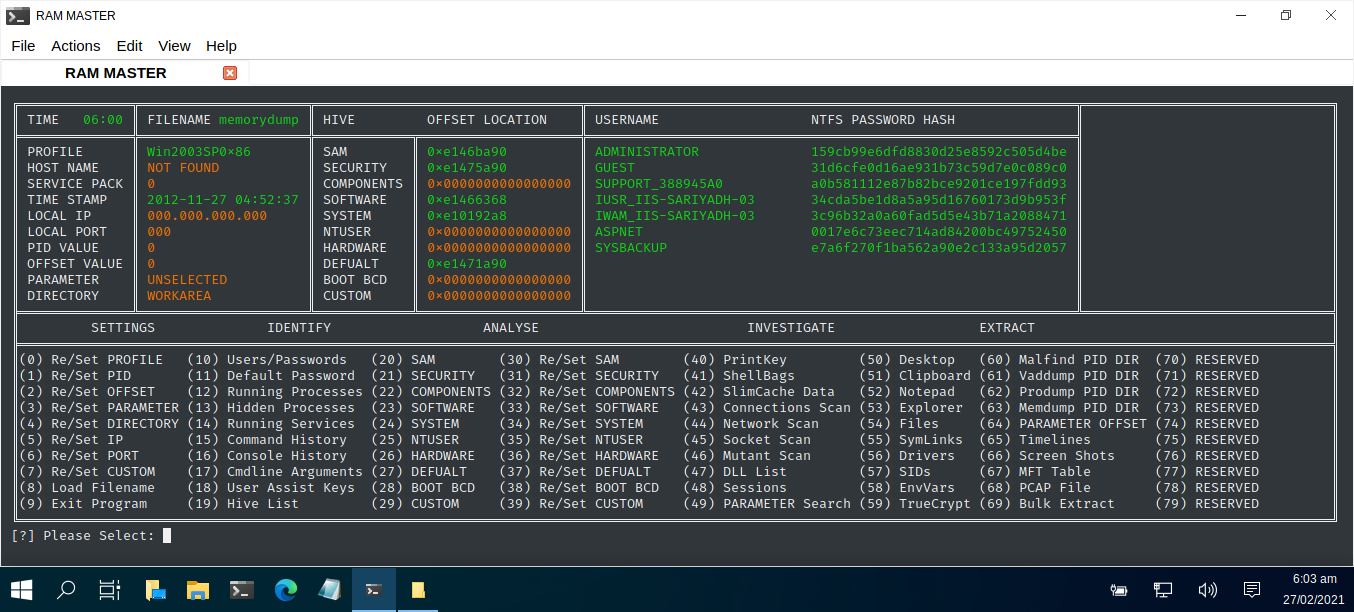 RAM MASTER
File Actions Edit View Help
RAM MASTER
TIME 06:00 FILENAME memorydump HIVE OFFSET LOCATION USERNAME NTFS PASSWORD HASH
PROFILE Win2003SP0×86 SAM 0×e146ba90 ADMINISTRATOR 159cb99e6dfd8830d25e8592c505d4be
HOST NAME NOT FOUND SECURITY 0×e1475a90 GUEST 31d6cfe0d16ae931b73c59d7e0c089c0
SERVICE PACK 0 COMPONENTS 0×0000000000000000 SUPPORT_388945A0 a0b581112e87b82bce9201ce197fdd93
TIME STAMP 2012-11-27 04:52:37 SOFTWARE 0×e1466368 IUSR_IIS-SARIYADH-03 34cda5be1d8a5a95d16760173d9b953f
LOCAL IP 000.000.000.000 SYSTEM 0×e10192a8 IWAM_IIS-SARIYADH-03 3c96b32a0a60fad5d5e43b71a2088471
LOCAL PORT 000 NTUSER 0×0000000000000000 ASPNET 0017e6c73eec714ad84200bc49752450
PID VALUE 0 HARDWARE 0×0000000000000000 SYSBACKUP e7a6f270f1ba562a90e2c133a95d2057
OFFSET VALUE 0 DEFUALT 0×e1471a90
PARAMETER UNSELECTED BOOT BCD 0×0000000000000000
DIRECTORY WORKAREA CUSTOM 0×0000000000000000
SETTINGS IDENTIFY ANALYSE INVESTIGATE EXTRACT
(0) Re/Set PROFILE (10) Users/Passwords (20) SAM (30) Re/Set SAM (40) PrintKey (50) Desktop (60) Malfind PID DIR (70) RESERVED
(1) Re/Set PID (11) Default Password (21) SECURITY (31) Re/Set SECURITY (41) ShellBags (51) Clipboard (61) Vaddump PID DIR (71) RESERVED
(2) Re/Set OFFSET (12) Running Processes (22) COMPONENTS (32) Re/Set COMPONENTS (42) SlimCache Data (52) Notepad (62) Prodump PID DIR (72) RESERVED
(3) Re/Set PARAMETER (13) Hidden Processes (23) SOFTWARE (33) Re/Set SOFTWARE (43) Connections Scan (53) Explorer (63) Memdump PID DIR (73) RESERVED
(4) Re/Set DIRECTORY (14) Running Services (24) SYSTEM (34) Re/Set SYSTEM (44) Network Scan (54) Files (64) PARAMETER OFFSET (74) RESERVED
(5) Re/Set IP (15) Command History (25) NTUSER (35) Re/Set NTUSER (45) Socket Scan (55) SymLinks (65) Timelines (75) RESERVED
(6) Re/Set PORT (16) Console History (26) HARDWARE (36) Re/Set HARDWARE (46) Mutant Scan (56) Drivers (66) Screen Shots (76) RESERVED
(7) Re/Set CUSTOM (17) Cmdline Arguments (27) DEFUALT (37) Re/Set DEFUALT (47) DLL List (57) SIDs (67) MFT Table (77) RESERVED
(8) Load Filename (18) User Assist Keys (28) BOOT BCD (38) Re/Set BOOT BCD (48) Sessions (58) EnvVars (68) PCAP File (78) RESERVED
(9) Exit Program (19) Hive List (29) CUSTOM (39) Re/Set CUSTOM (49) PARAMETER Search (59) TrueCrypt (69) Bulk Extract (79) RESERVED
[?] Please Select:
6:03 am
27/02/2021